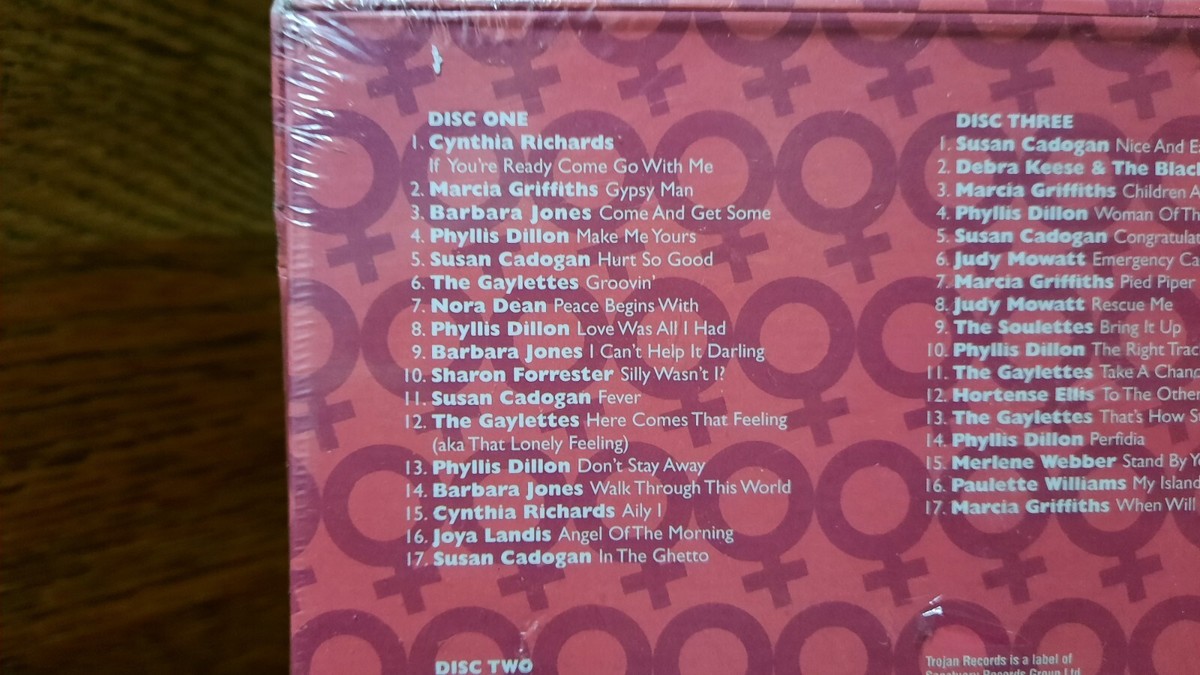 DISC ONE
1. Cynthia Richards
If You're Ready Come Go With Me
2. Marcia Griffiths Gypsy Man
3. Barbara Jones Come And Get Some
4. Phyllis Dillon Make Me Yours
5. Susan Cadogan Hurt So Good
6. The Gaylettes Groovin'
7. Nora Dean Peace Begins With
8. Phyllis Dillon Love Was All I Had
9. Barbara Jones I Can't Help It Darling
10. Sharon Forrester Silly Wasn't I?
11. Susan Cadogan Fever
12. The Gaylettes Here Comes That Feeling
(aka That Lonely Feeling)
13. Phyllis Dillon Don't Stay Away
14. Barbara Jones Walk Through This World
15. Cynthia Richards Aily I
16. Joya Landis Angel Of The Morning
17. Susan Cadogan In The Ghetto
DISC TWO
DISC THREE
1. Susan Cadogan Nice And
2. Debra Keese & The
3. Marcia Griffiths Children
4. Phyllis Dillon Woman Of
5. Susan Cadogan
6. Judy Mowatt Emergency
7. Marcia Griffiths Pied Piper
8. Judy Mowatt Rescue Me
9. The Soulettes Bring It Up
10. Phyllis Dillon The Right
11. The Gaylettes Take A
12. Hortense Ellis To The
13. The Gaylettes That's How
14. Phyllis Dillon Perfidia
15. Merlene Webber Stand By
16. Paulette Williams My
17. Marcia Griffiths When Will
Trojan Records is a label of
Sanctuary Records Group Ltd